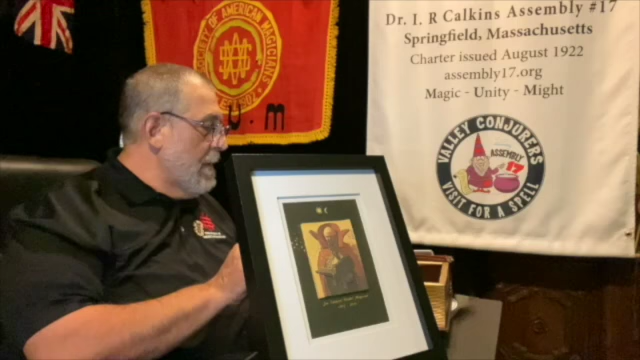 SOCIETY OF AMERICAN MAGICIANS
U.M
Dr. I. R Calkins Assembly #17
Springfield, Massachusetts
Charter issued August 1922
assembly17.org
Magic - Unity - Might
VALLEY CONJURERS
ASSEMBLY
17
VISIT FOR A SPELL